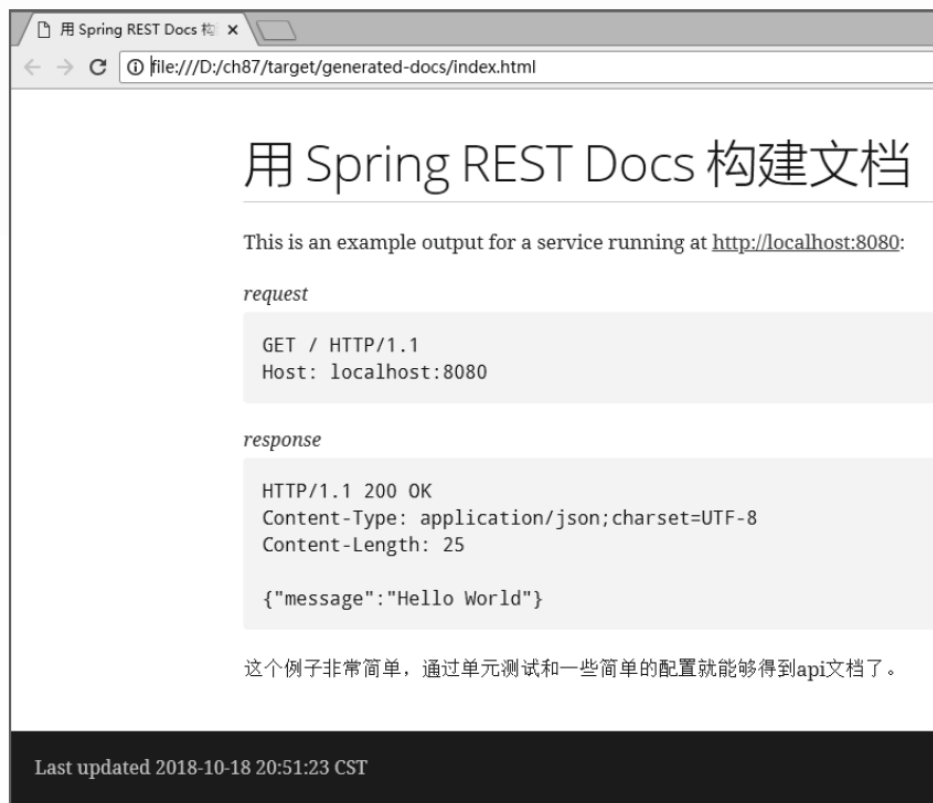 用 Spring REST Docs 构
file:///D:/ch87/target/generated-docs/index.html
用 Spring REST Docs 构建文档
This is an example output for a service running at http://localhost:8080:
request
GET / HTTP/1.1
Host: localhost:8080
response
HTTP/1.1 200 OK
Content-Type: application/json;charset=UTF-8
Content-Length: 25
{"message":"Hello World"}
这个例子非常简单，通过单元测试和一些简单的配置就能够得到api文档了。
Last updated 2018-10-18 20:51:23 CST